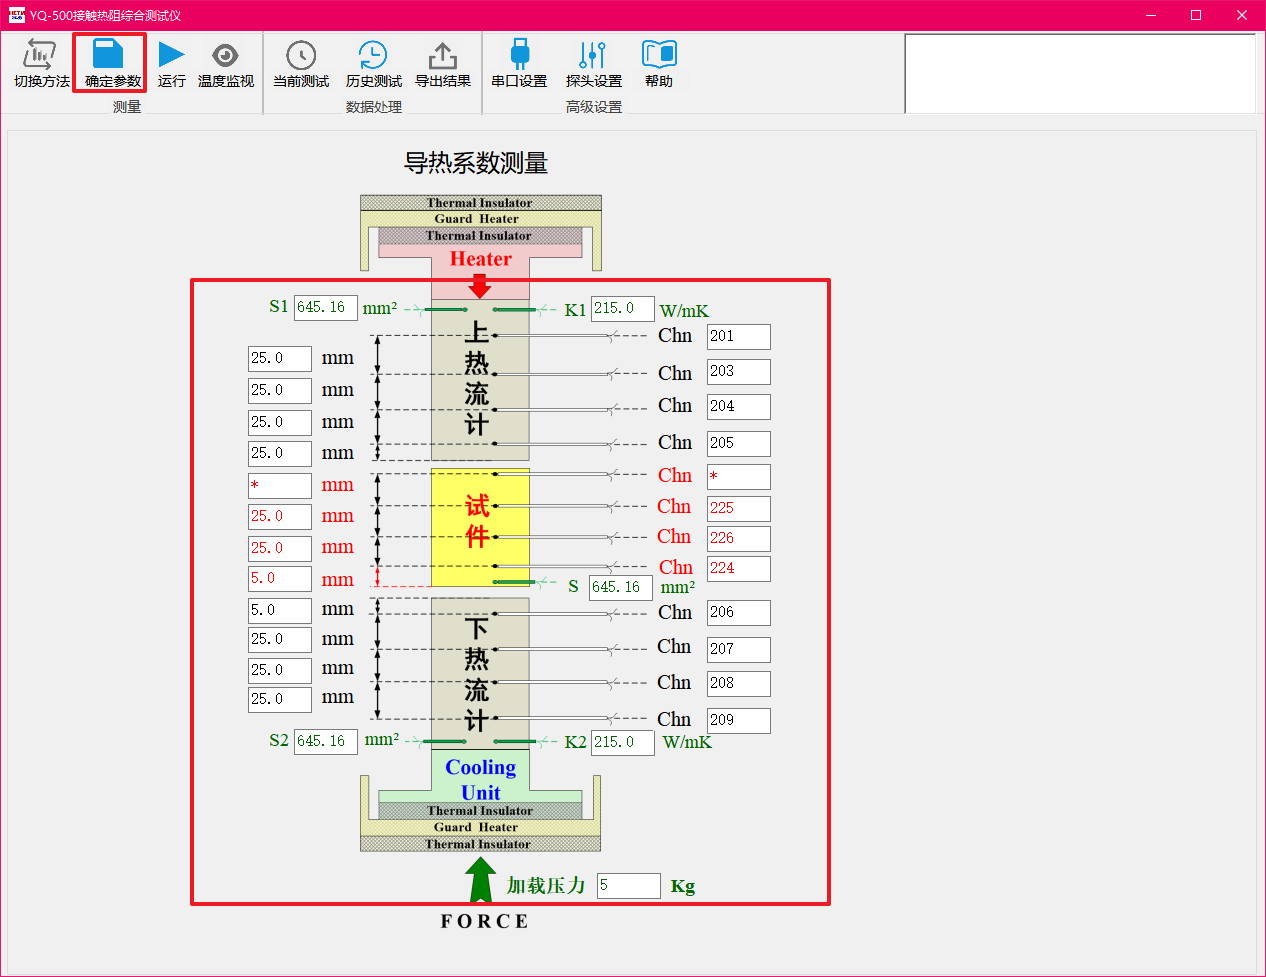 YQ-500接触热阻综合测试仪
切换方法 确定参数 运行 温度监视 当前测试 历史测试 导出结果 串口设置 探头设置 帮助
测量 数据处理 高级设置
导热系数测量
Thermal Insulator
Guard Heater
Thermal Insulator
Heater
S1 645.16 mm² K1 215.0 W/mK
Chn 201
25.0 mm
Chn 203
25.0 mm
Chn 204
25.0 mm
Chn 205
25.0 mm
上热流计
* mm Chn *
25.0 mm Chn 225
25.0 mm Chn 226
5.0 mm Chn 224
试件
S 645.16 mm²
5.0 mm Chn 206
25.0 mm Chn 207
25.0 mm Chn 208
25.0 mm Chn 209
下热流计
S2 645.16 mm² K2 215.0 W/mK
Cooling
Unit
Thermal Insulator
Guard Heater
Thermal Insulator
加载压力 5 Kg
FORCE